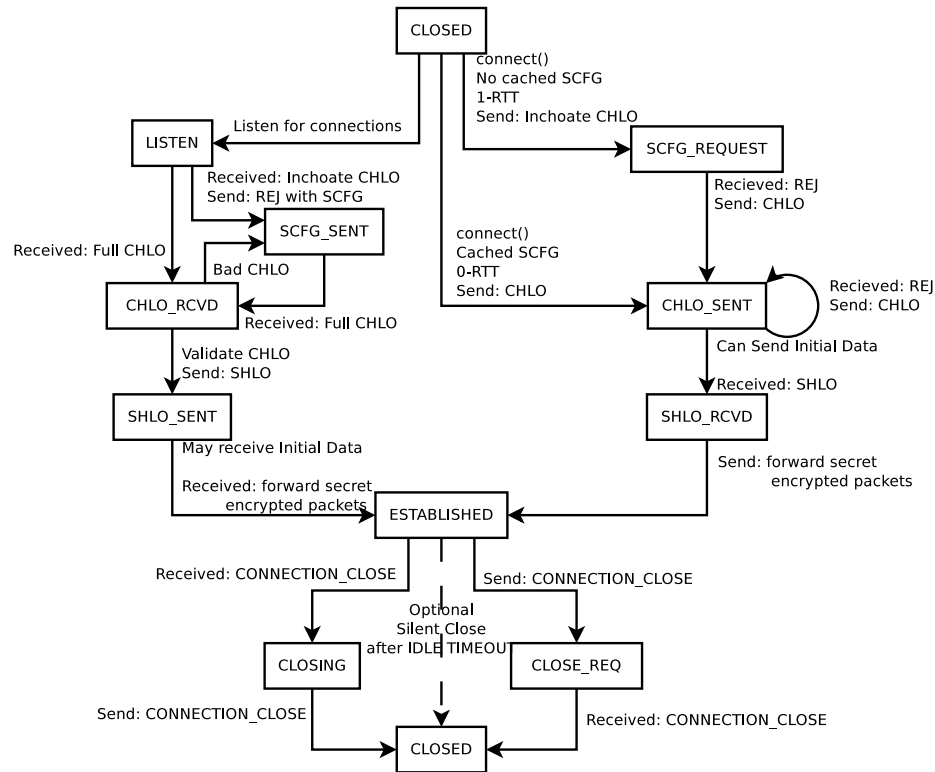 CLOSED
connect()
No cached SCFG
1-RTT
Send: Inchoate CHLO
Listen for connections
LISTEN
SCFG_REQUEST
Received: Inchoate CHLO
Send: REJ with SCFG
Recieved: REJ
Send: CHLO
SCFG_SENT
connect()
Cached SCFG
0-RTT
Send: CHLO
Received: Full CHLO
Bad CHLO
CHLO_RCVD
Received: Full CHLO
CHLO_SENT
Recieved: REJ
Send: CHLO
Can Send Initial Data
Validate CHLO
Send: SHLO
Received: SHLO
SHLO_SENT
SHLO_RCVD
May receive Initial Data
Send: forward secret
encrypted packets
Received: forward secret
encrypted packets
ESTABLISHED
Received: CONNECTION_CLOSE
Send: CONNECTION_CLOSE
Optional
Silent Close
after IDLE TIMEOUT
CLOSING
CLOSE_REQ
Send: CONNECTION_CLOSE
Received: CONNECTION_CLOSE
CLOSED